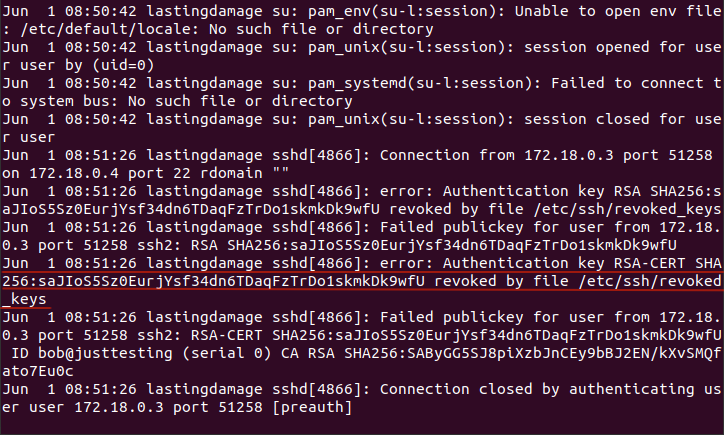 Jun  1 08:50:42 lastingdamage su: pam_env(su-l:session): Unable to open env file
: /etc/default/locale: No such file or directory
Jun  1 08:50:42 lastingdamage su: pam_unix(su-l:session): session opened for use
r user by (uid=0)
Jun  1 08:50:42 lastingdamage su: pam_systemd(su-l:session): Failed to connect t
o system bus: No such file or directory
Jun  1 08:50:42 lastingdamage su: pam_unix(su-l:session): session closed for use
r user
Jun  1 08:51:26 lastingdamage sshd[4866]: Connection from 172.18.0.3 port 51258
on 172.18.0.4 port 22 rdomain ""
Jun  1 08:51:26 lastingdamage sshd[4866]: error: Authentication key RSA SHA256:s
aJIoS5Sz0EurjYsf34dn6TDaqFzTrDo1skmkDk9wfU revoked by file /etc/ssh/revoked_keys
Jun  1 08:51:26 lastingdamage sshd[4866]: Failed publickey for user from 172.18.
0.3 port 51258 ssh2: RSA SHA256:saJIoS5Sz0EurjYsf34dn6TDaqFzTrDo1skmkDk9wfU
Jun  1 08:51:26 lastingdamage sshd[4866]: error: Authentication key RSA-CERT SHA
256:saJIoS5Sz0EurjYsf34dn6TDaqFzTrDo1skmkDk9wfU revoked by file /etc/ssh/revoked
_keys
Jun  1 08:51:26 lastingdamage sshd[4866]: Failed publickey for user from 172.18.
0.3 port 51258 ssh2: RSA-CERT SHA256:saJIoS5Sz0EurjYsf34dn6TDaqFzTrDo1skmkDk9wfU
 ID bob@justtesting (serial 0) CA RSA SHA256:SAByGG5SJ8piXzbJnCEy9bBJ2EN/kXvSMQf
ato7Eu0c
Jun  1 08:51:26 lastingdamage sshd[4866]: Connection closed by authenticating us
er user 172.18.0.3 port 51258 [preauth]